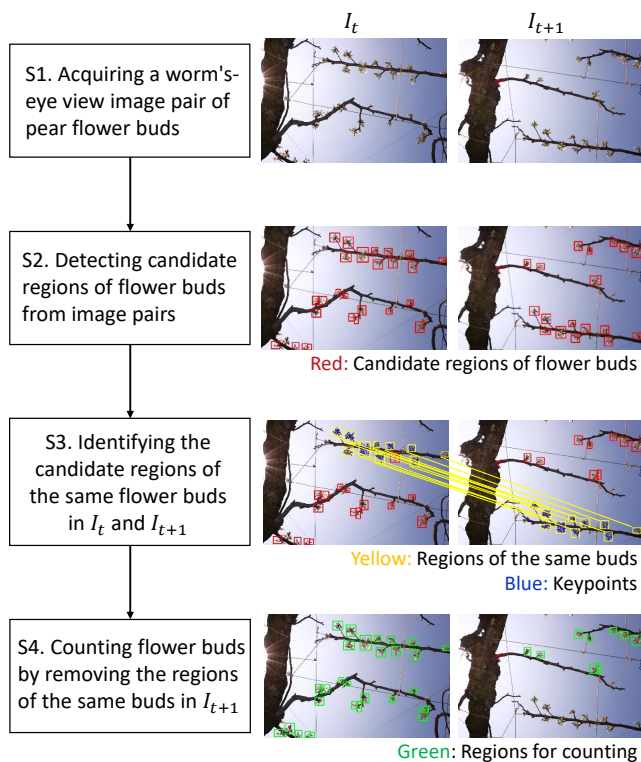 I_t
I_{t+1}
S1. Acquiring a worm's-
eye view image pair of
pear flower buds
S2. Detecting candidate
regions of flower buds
from image pairs
Red: Candidate regions of flower buds
S3. Identifying the
candidate regions of
the same flower buds
in I_t and I_{t+1}
Yellow: Regions of the same buds
Blue: Keypoints
S4. Counting flower buds
by removing the regions
of the same buds in I_{t+1}
Green: Regions for counting